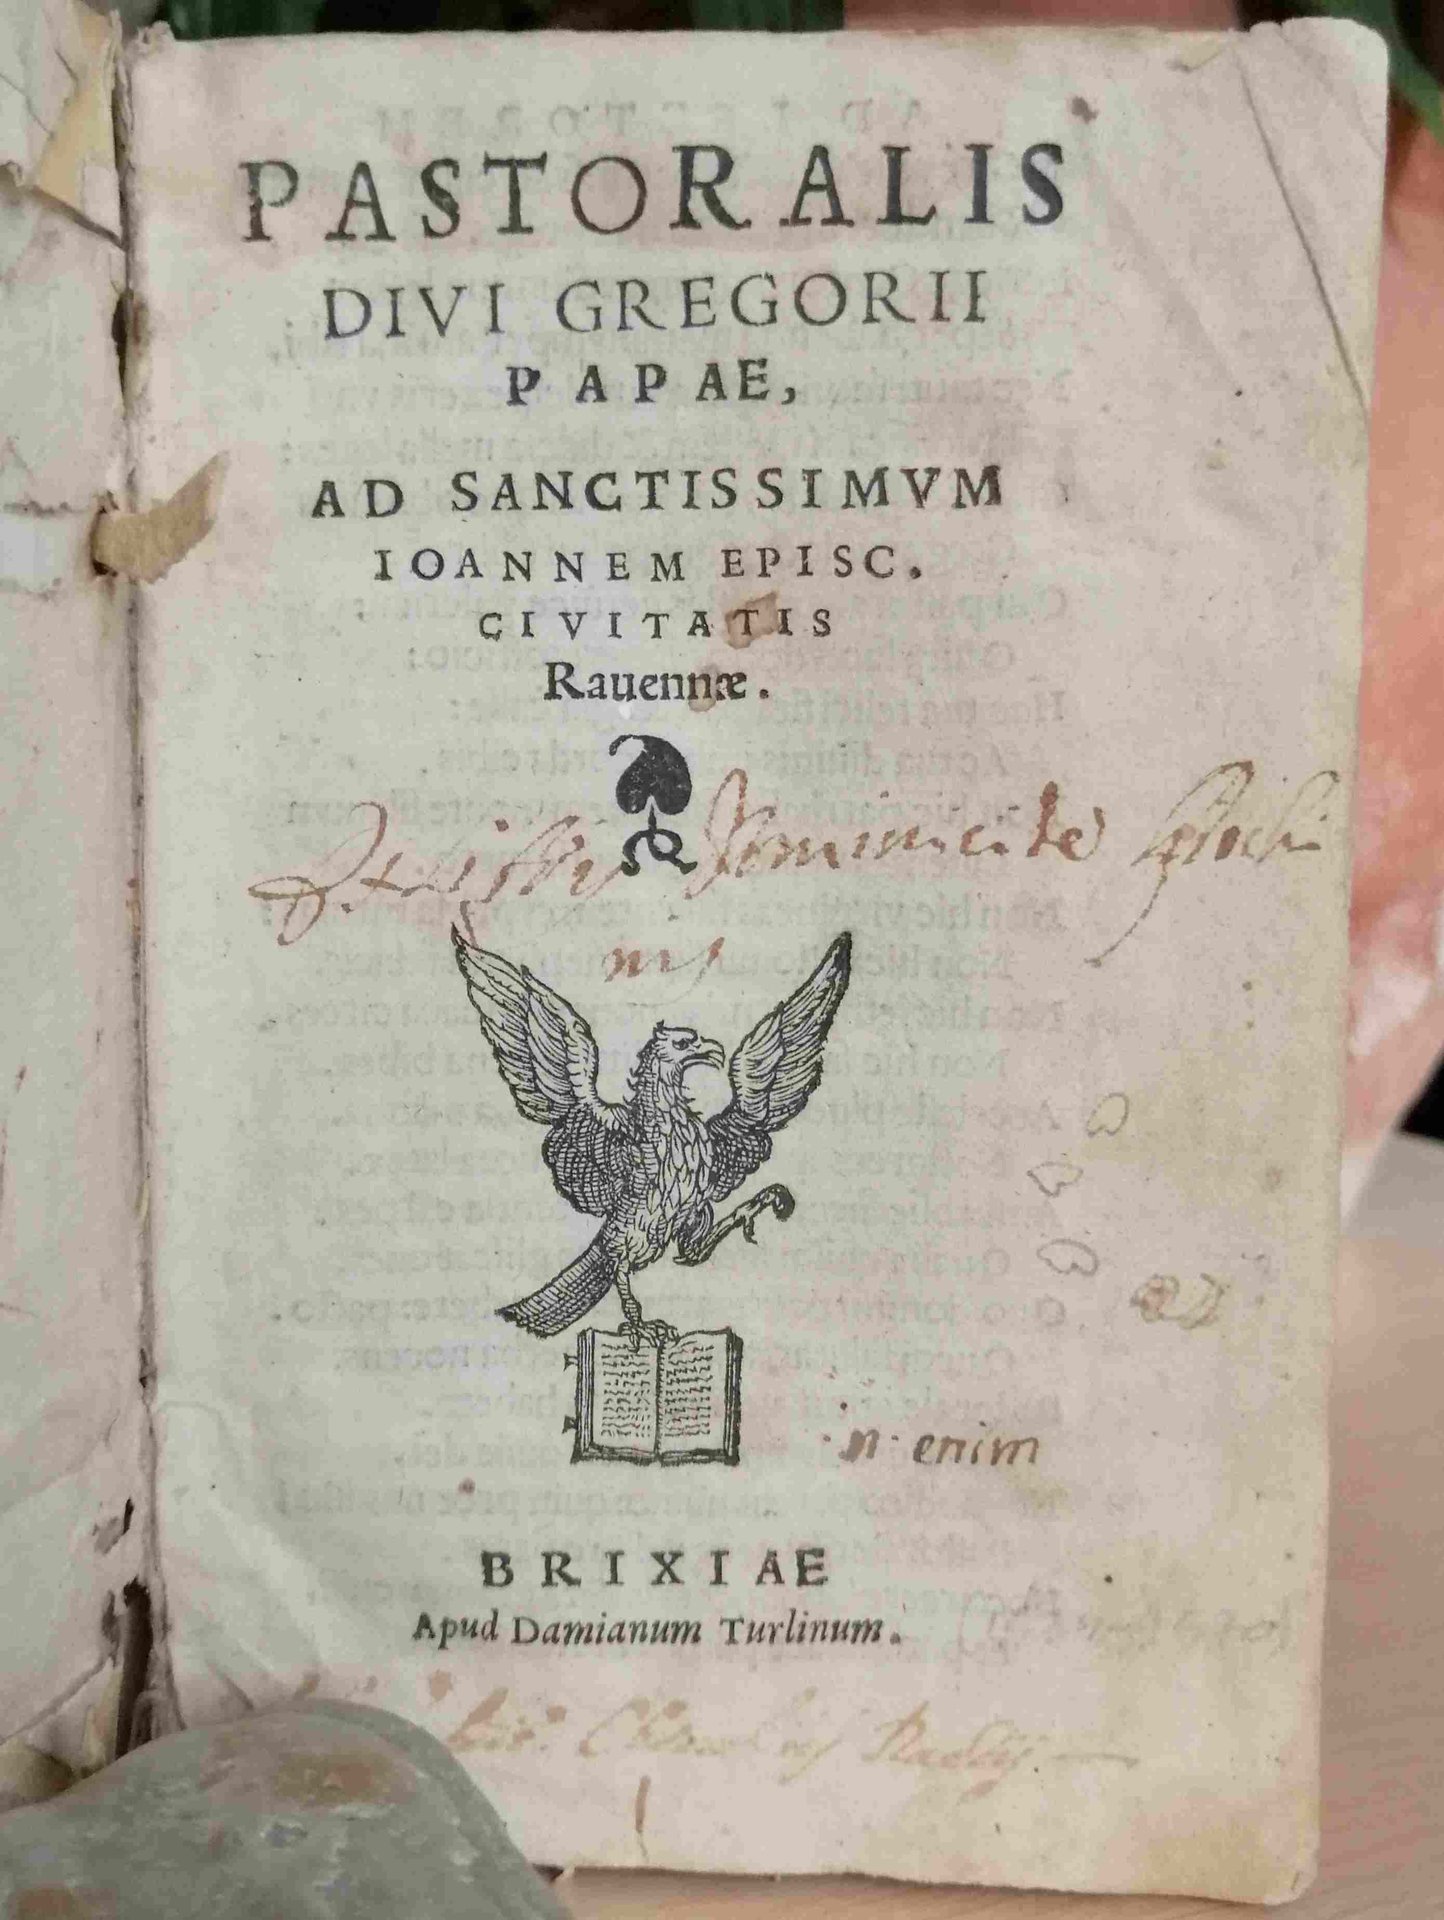 PASTORALIS
DIVI GREGORII
PAPAE,
AD SANCTISSIMVM
IOANNEM EPISC.
CIVITATIS
Rauennæ.
n. enim
BRIXIAE
Apud Damianum Turlinum.